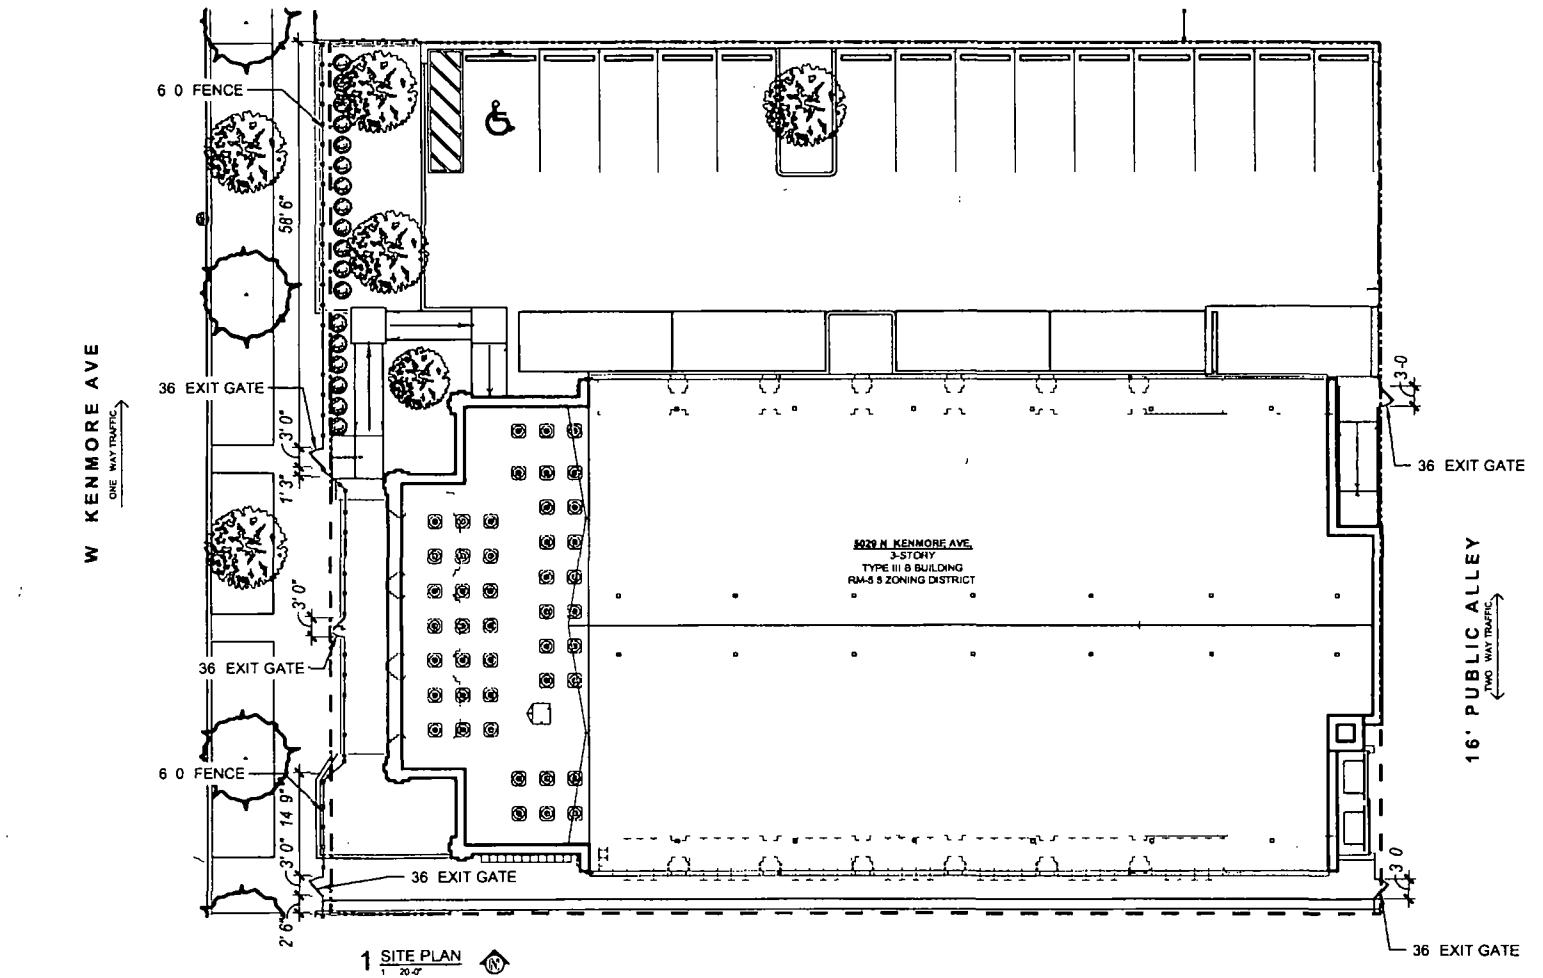 6 0 FENCE
58' 6"
W KENMORE AVE
ONE WAY TRAFFIC
36 EXIT GATE
3' 0"
1' 3"
3' 0"
36 EXIT GATE
6 0 FENCE
14 9"
3' 0"
36 EXIT GATE
2' 6"
5029 N KENMORE AVE,
3-STORY
TYPE III B BUILDING
RM-5 5 ZONING DISTRICT
3-0
36 EXIT GATE
16' PUBLIC ALLEY
TWO WAY TRAFFIC
3 0
36 EXIT GATE
1 SITE PLAN
1 20-0"
N